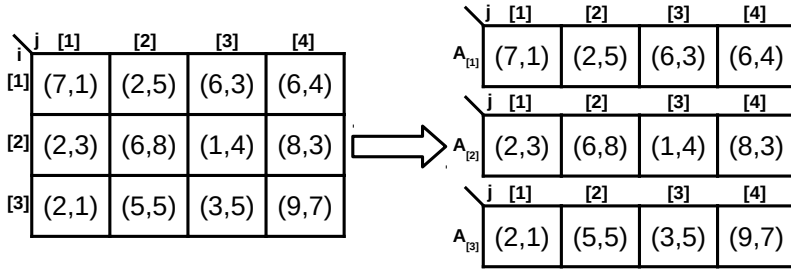 j [1] [2] [3] [4]
i
[1] (7,1) (2,5) (6,3) (6,4)
[2] (2,3) (6,8) (1,4) (8,3)
[3] (2,1) (5,5) (3,5) (9,7)
j [1] [2] [3] [4]
A[1] (7,1) (2,5) (6,3) (6,4)
j [1] [2] [3] [4]
A[2] (2,3) (6,8) (1,4) (8,3)
j [1] [2] [3] [4]
A[3] (2,1) (5,5) (3,5) (9,7)